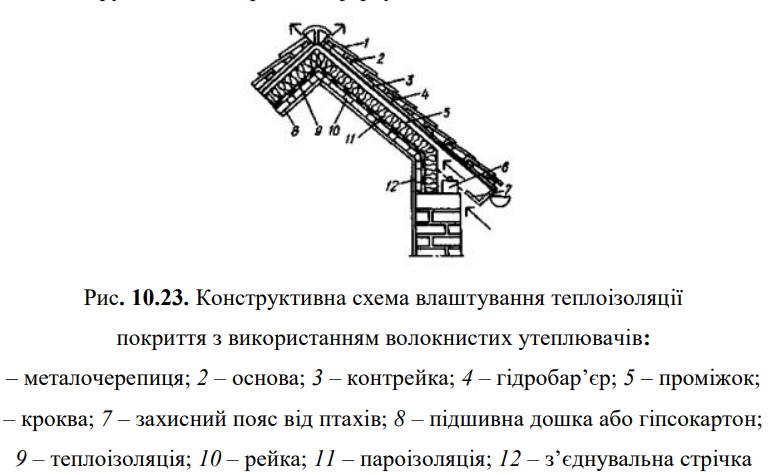 1
2
3
4
5
6
7
8
9
10
11
12
Рис. 10.23. Конструктивна схема влаштування теплоізоляції
покриття з використанням волокнистих утеплювачів:
– металочерепиця; 2 – основа; 3 – контрейка; 4 – гідробар’єр; 5 – проміжок;
– кроква; 7 – захисний пояс від птахів; 8 – підшивна дошка або гіпсокартон;
9 – теплоізоляція; 10 – рейка; 11 – пароізоляція; 12 – з’єднувальна стрічка